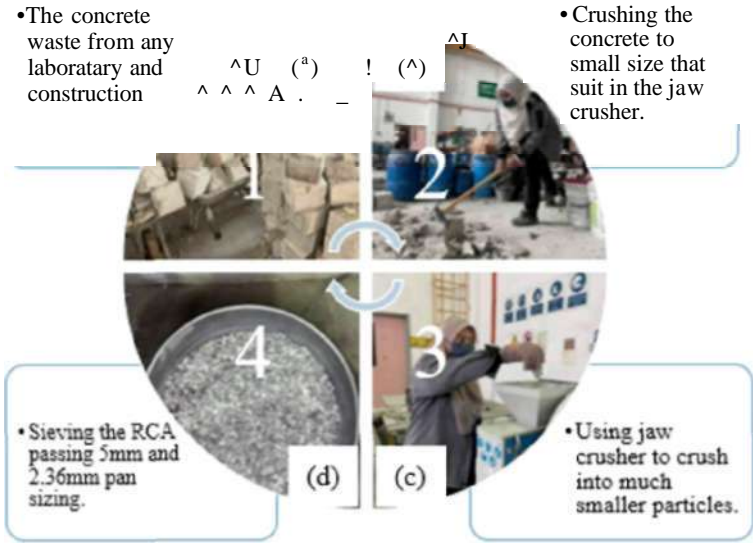 •The concrete
waste from any
laboratary and
construction
^U (a) ! (^) ^J
^ ^ ^ A . _
• Crushing the
concrete to
small size that
suit in the jaw
crusher.
1
2
4
3
(d)
(c)
• Sieving the RCA
passing 5mm and
2.36mm pan
sizing.
•Using jaw
crusher to crush
into much
smaller particles.